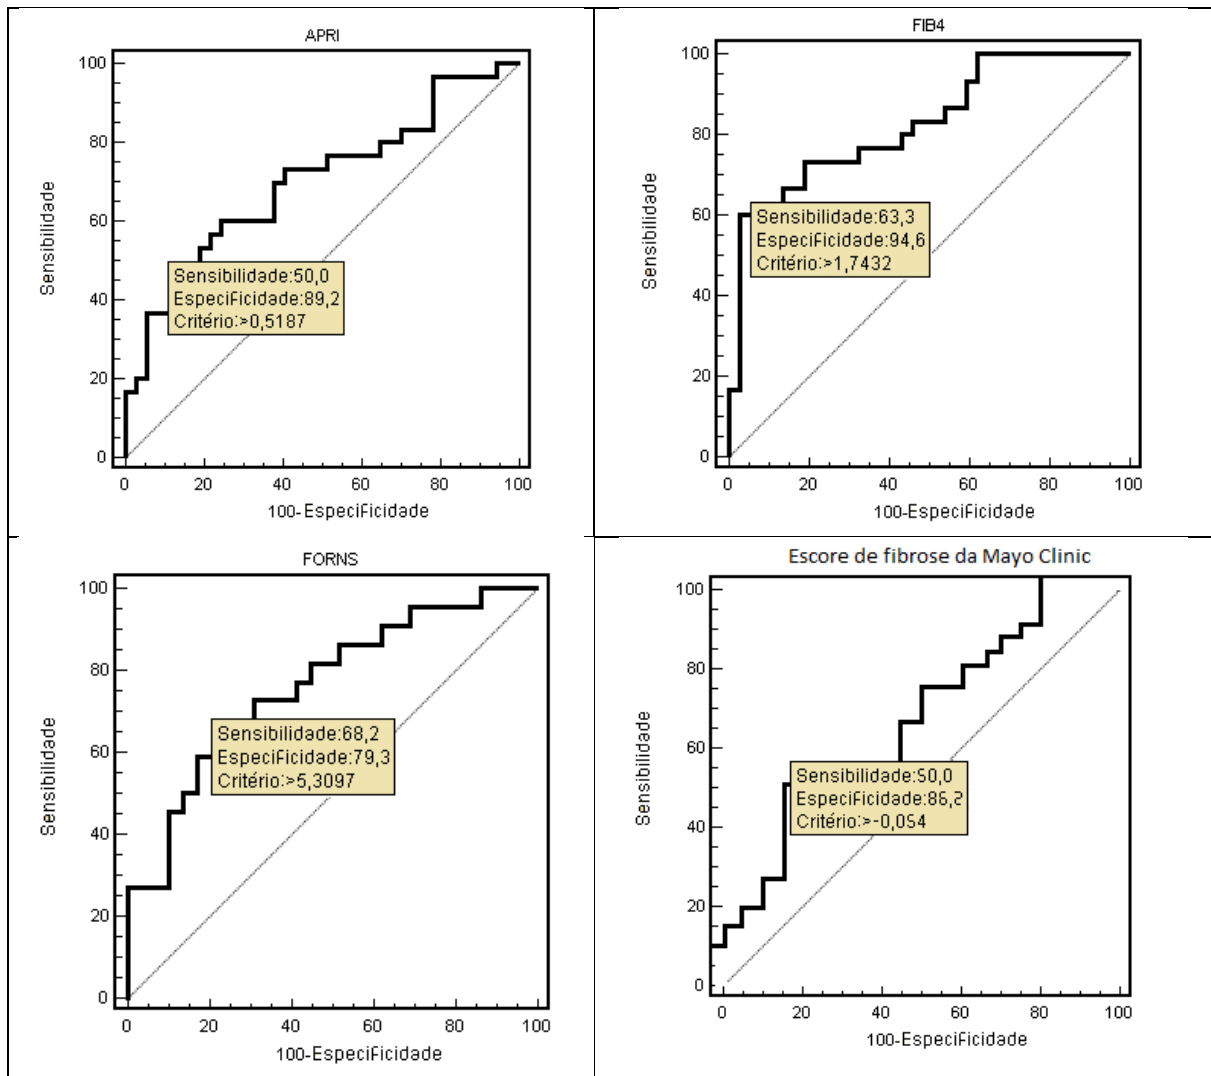 APRI
100
80
60
40
20
0
Sensibilidade
Sensibilidade:50,0
EspeciFicidade:89,2
Critério:>0,5187
0 20 40 60 80 100
100-EspeciFicidade
FIB4
100
80
60
40
20
0
Sensibilidade
Sensibilidade:63,3
EspeciFicidade:94,6
Critério:>1,7432
0 20 40 60 80 100
100-EspeciFicidade
FORNS
100
80
60
40
20
0
Sensibilidade
Sensibilidade:68,2
EspeciFicidade:79,3
Critério:>5,3097
0 20 40 60 80 100
100-EspeciFicidade
Escore de fibrose da Mayo Clinic
100
80
60
40
20
0
Sensibilidade
Sensibilidade:50,0
EspeciFicidade:86,2
Critério:>-0,054
0 20 40 60 80 100
100-EspeciFicidade